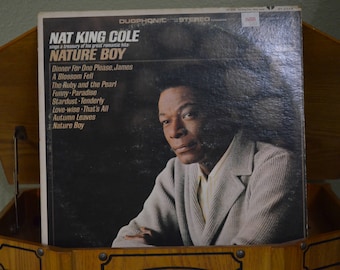 DUOPHONIC STEREO
NAT KING COLE
sings a treasury of his great romantic hits:
NATURE BOY
Dinner For One Please, James
A Blossom Fell
The Ruby and the Pearl
Funny • Paradise
Stardust • Tenderly
Love-wise • That's All
Autumn Leaves
Nature Boy